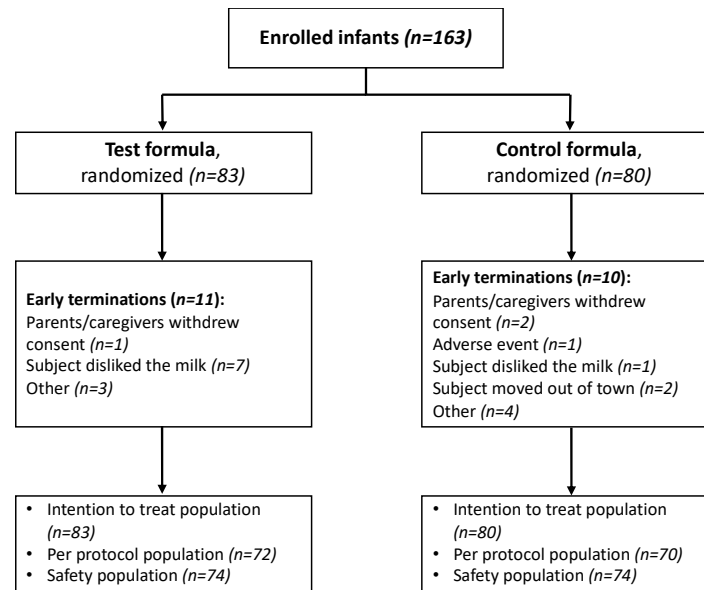 Enrolled infants (n=163)
Test formula,
randomized (n=83)
Control formula,
randomized (n=80)
Early terminations (n=11):
Parents/caregivers withdrew
consent (n=1)
Subject disliked the milk (n=7)
Other (n=3)
Early terminations (n=10):
Parents/caregivers withdrew
consent (n=2)
Adverse event (n=1)
Subject disliked the milk (n=1)
Subject moved out of town (n=2)
Other (n=4)
• Intention to treat population
(n=83)
• Per protocol population (n=72)
• Safety population (n=74)
• Intention to treat population
(n=80)
• Per protocol population (n=70)
• Safety population (n=74)